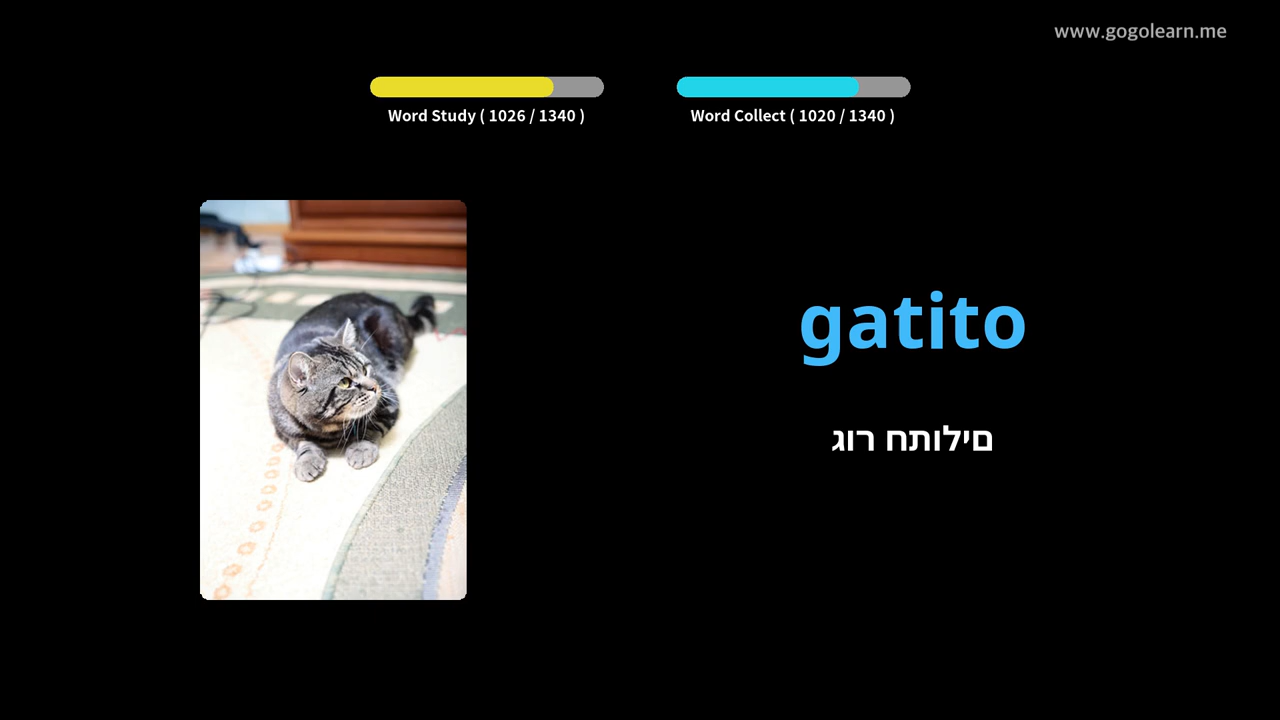 www.gogolearn.me
Word Study ( 1026 / 1340 )
Word Collect ( 1020 / 1340 )
gatito
גור חתולים